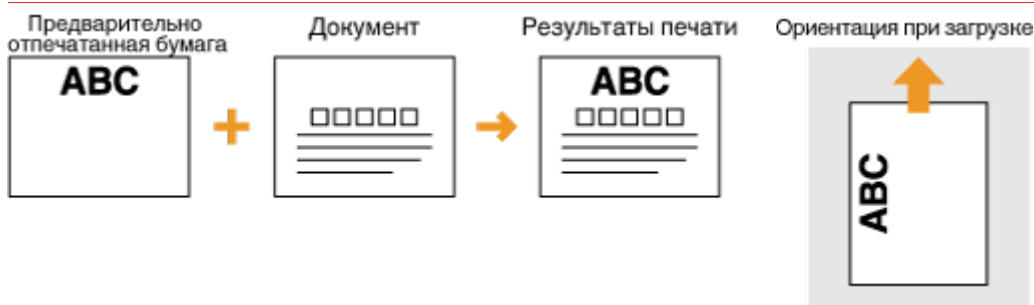 Предварительно
отпечатанная бумага
Документ
Результаты печати
Ориентация при загрузке
ABC
ABC
ABC